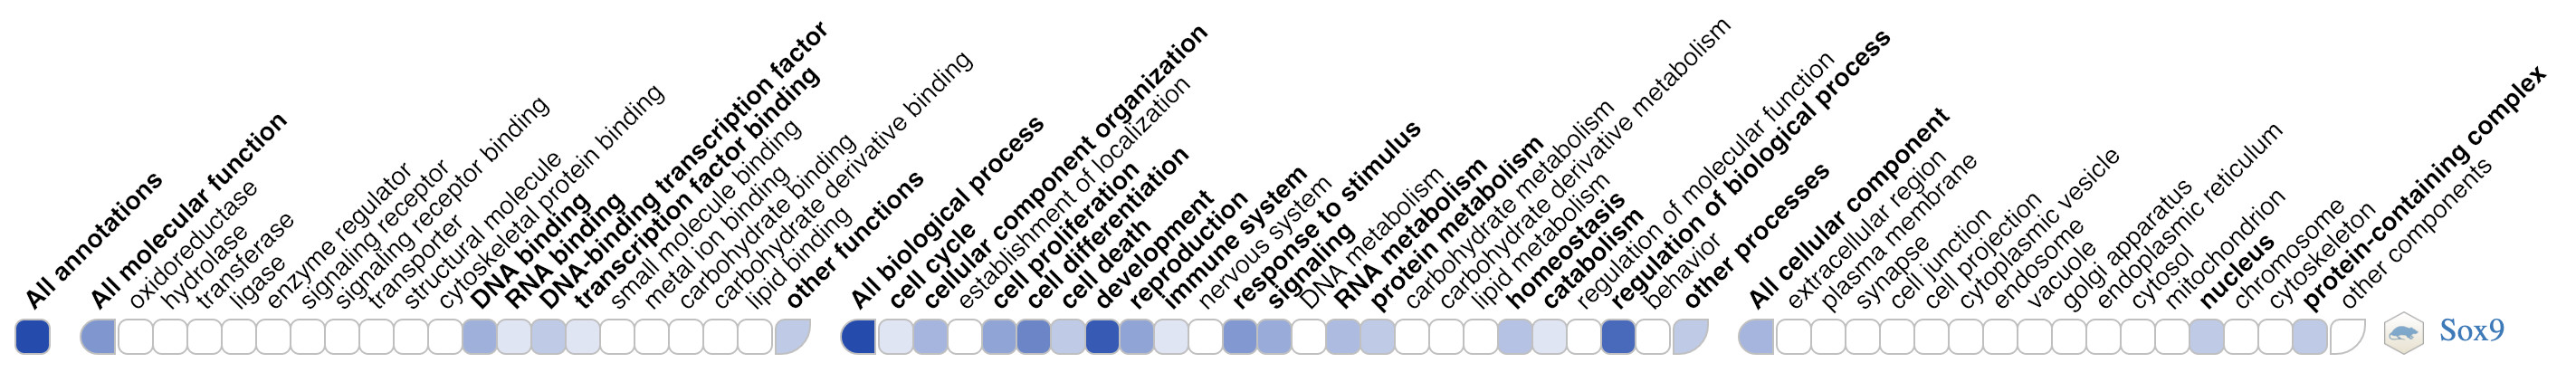 All annotations
All molecular function
oxidoreductase
hydrolase
transferase
ligase
enzyme regulator
signaling receptor
signaling receptor binding
transporter
structural molecule
cytoskeletal protein binding
DNA binding
RNA binding
DNA-binding transcription factor
transcription factor binding
small molecule binding
metal ion binding
carbohydrate binding
carbohydrate derivative binding
lipid binding
other functions
All biological process
cell cycle
cellular component organization
establishment of localization
cell proliferation
cell differentiation
cell death
development
reproduction
immune system
nervous system
response to stimulus
signaling
DNA metabolism
RNA metabolism
protein metabolism
carbohydrate metabolism
carbohydrate derivative metabolism
lipid metabolism
homeostasis
catabolism
regulation of molecular function
regulation of biological process
behavior
other processes
All cellular component
extracellular region
plasma membrane
synapse
cell junction
cell projection
cytoplasmic vesicle
endosome
vacuole
golgi apparatus
endoplasmic reticulum
cytosol
mitochondrion
nucleus
chromosome
cytoskeleton
protein-containing complex
other components
Sox9